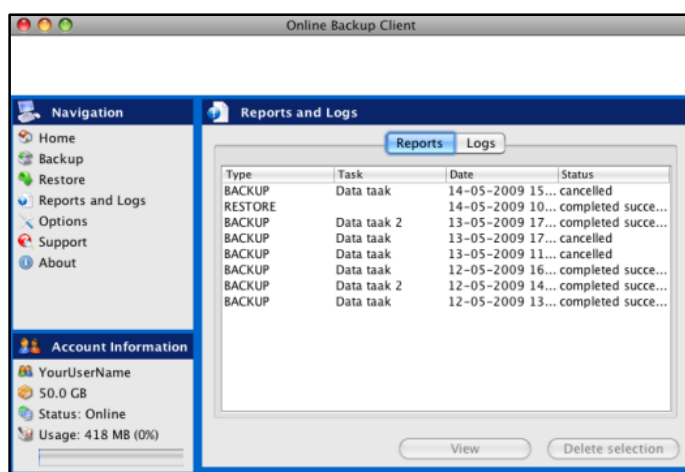 Online Backup Client
Navigation
Home
Backup
Restore
Reports and Logs
Options
Support
About
Account Information
YourUserName
50.0 GB
Status: Online
Usage: 418 MB (0%)
Reports and Logs
Reports Logs
Type Task Date Status
BACKUP Data taak 14-05-2009 15... cancelled
RESTORE 14-05-2009 10... completed succe...
BACKUP Data taak 2 13-05-2009 17... completed succe...
BACKUP Data taak 13-05-2009 17... cancelled
BACKUP Data taak 13-05-2009 11... cancelled
BACKUP Data taak 12-05-2009 16... completed succe...
BACKUP Data taak 2 12-05-2009 14... completed succe...
BACKUP Data taak 12-05-2009 13... completed succe...
View Delete selection